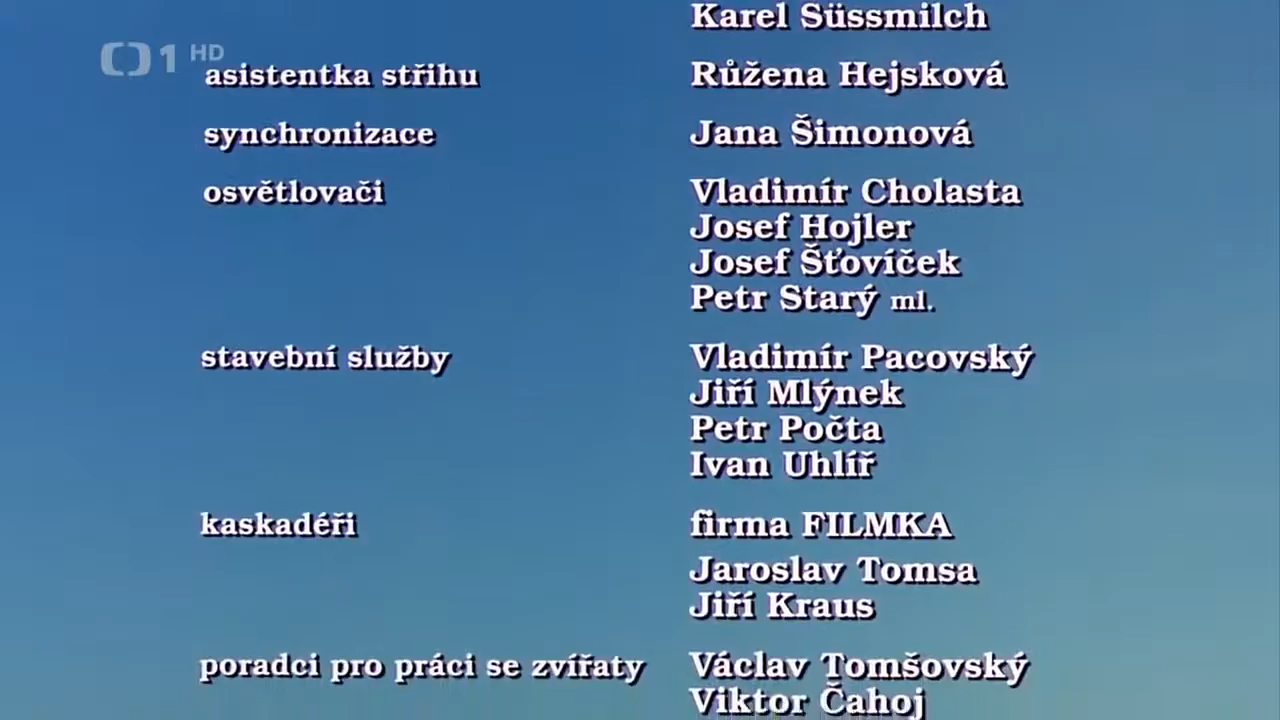 Karel Süssmilch
1 HD
asistentka střihu Růžena Hejsková
synchronizace Jana Šimonová
osvětlovači Vladimír Cholasta
Josef Hojler
Josef Šťovíček
Petr Starý ml.
stavební služby Vladimír Pacovský
Jiří Mlýnek
Petr Počta
Ivan Uhlíř
kaskadéři firma FILMKA
Jaroslav Tomsa
Jiří Kraus
poradci pro práci se zvířaty Václav Tomšovský
Viktor Čahoj